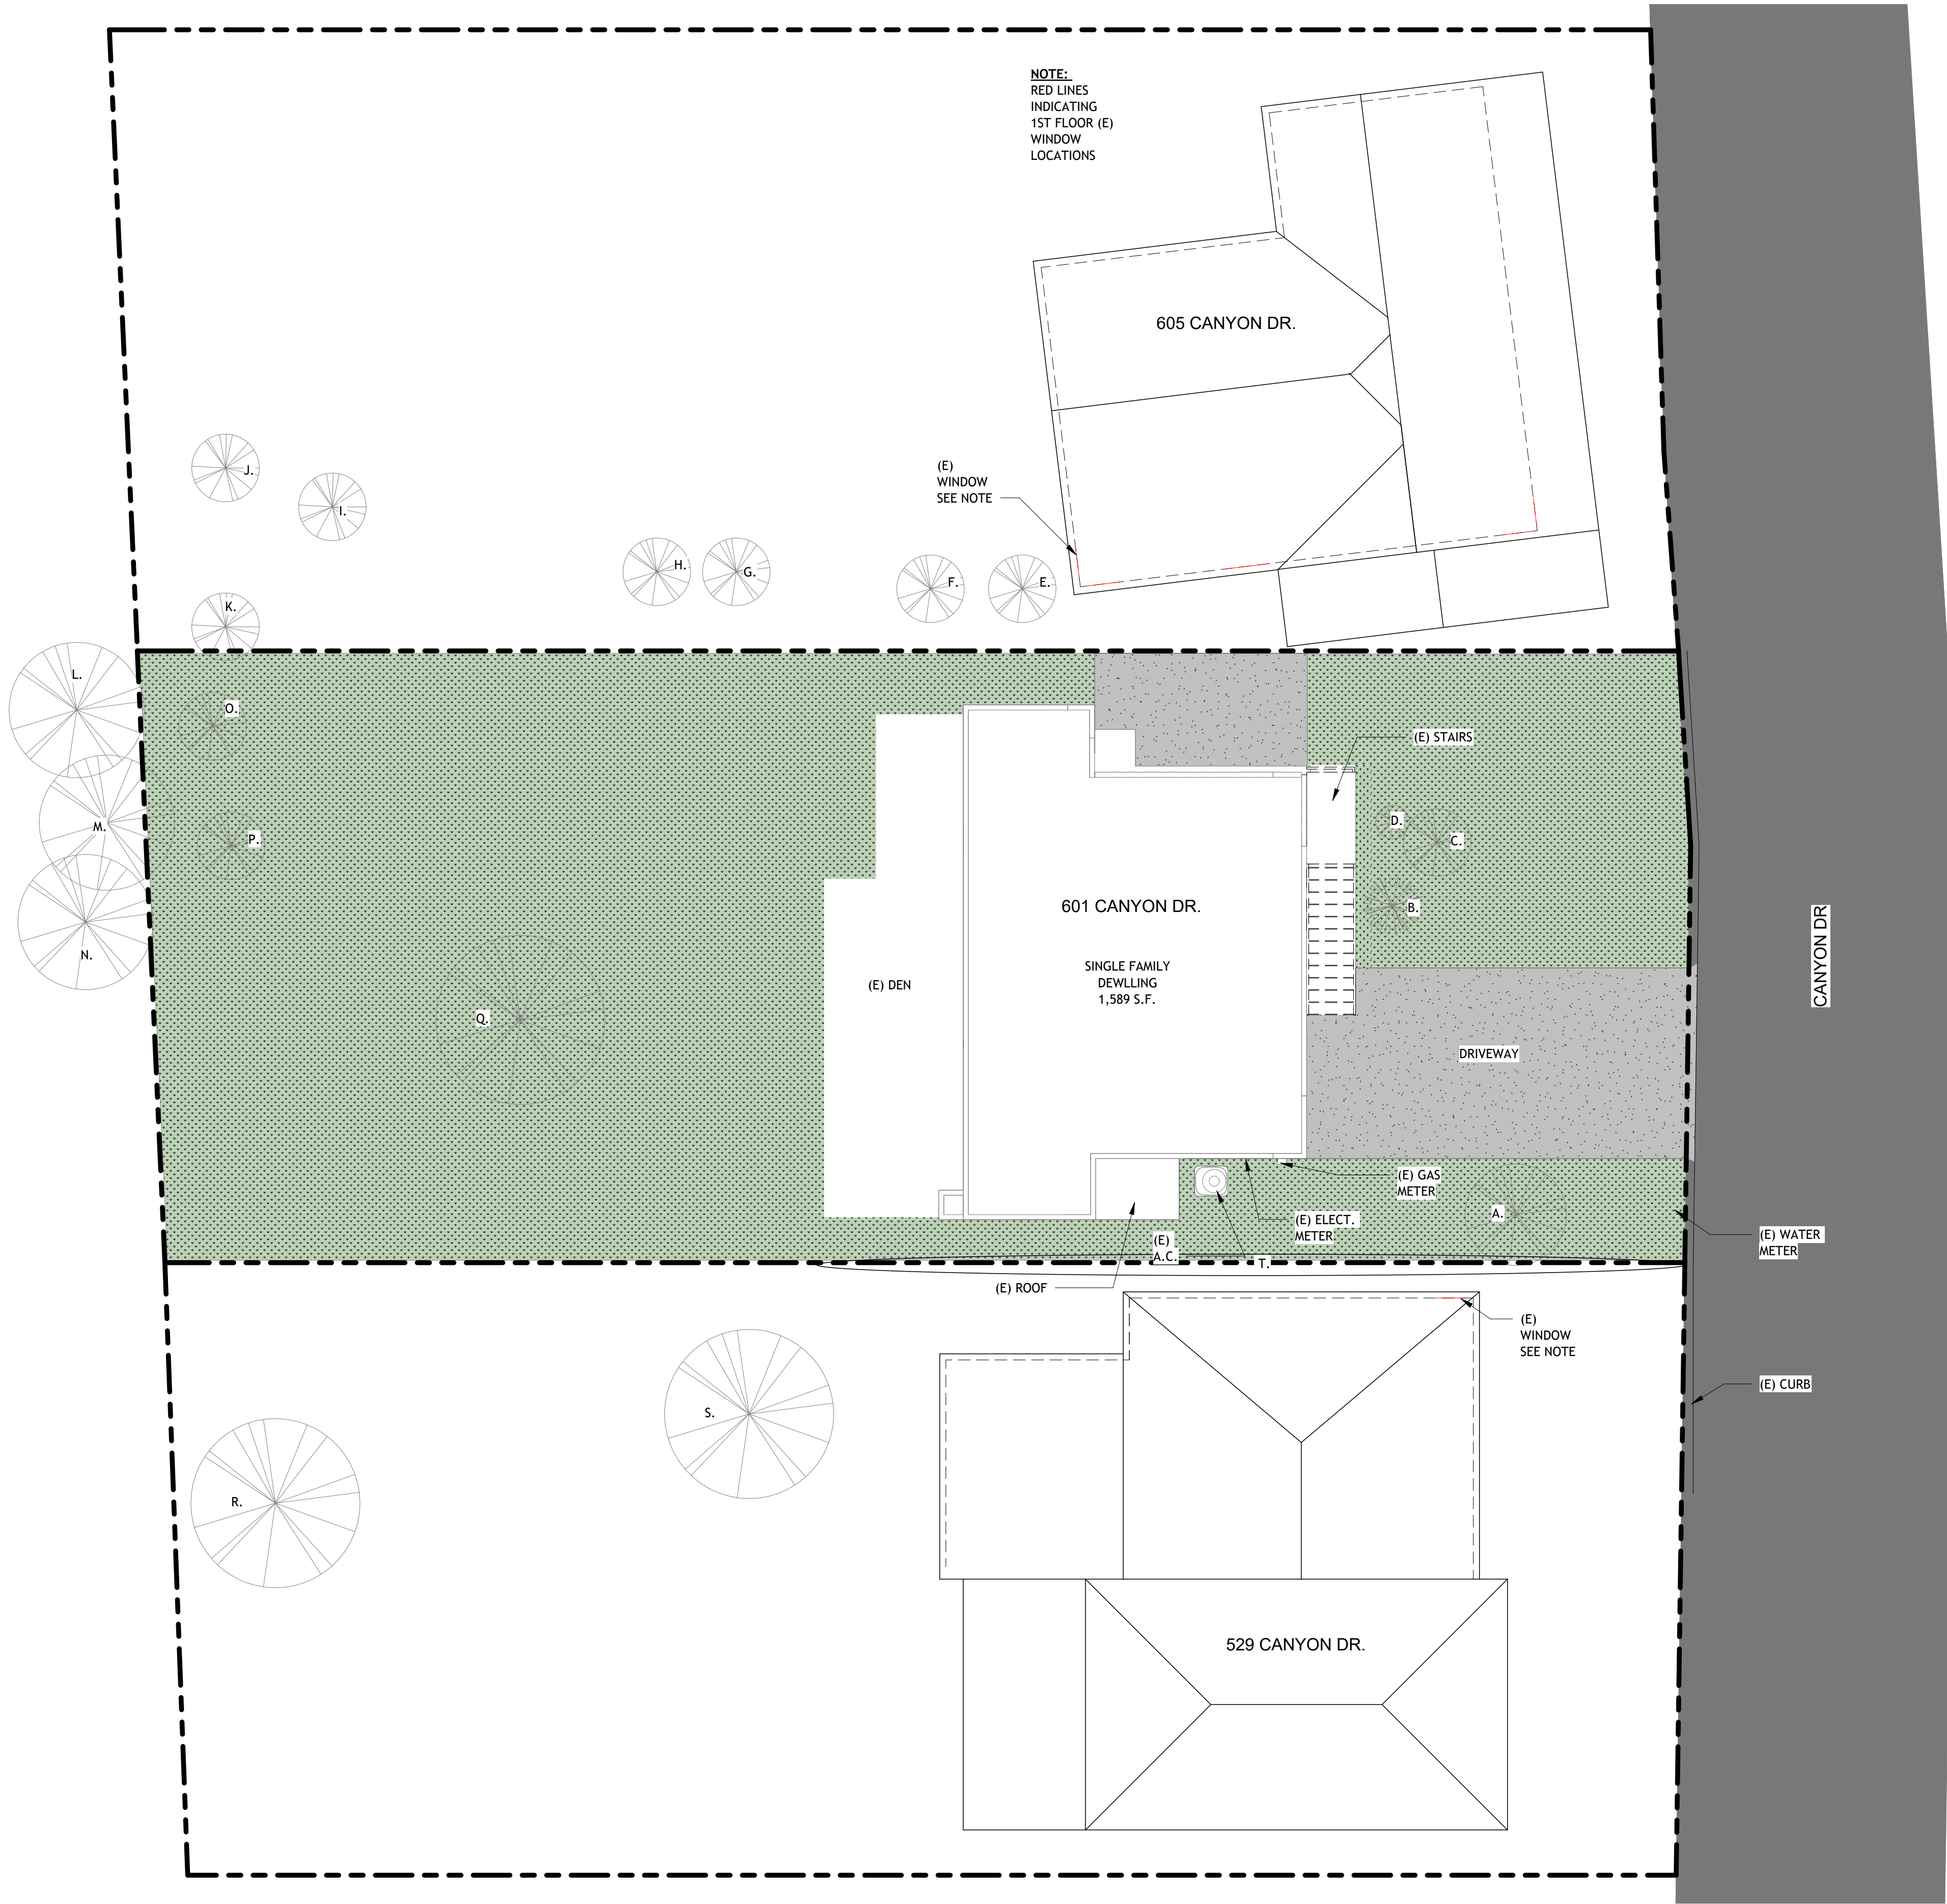 NOTE:
RED LINES
INDICATING
1ST FLOOR (E)
WINDOW
LOCATIONS
605 CANYON DR.
(E)
WINDOW
SEE NOTE
J.
I.
H.
G.
F.
E.
K.
L.
O.
M.
P.
N.
Q.
(E) STAIRS
D.
C.
B.
601 CANYON DR.
SINGLE FAMILY
DEWLLING
1,589 S.F.
(E) DEN
DRIVEWAY
CANYON DR
(E) GAS
METER
A.
(E) ELECT.
METER
(E) WATER
METER
(E)
A.C.
T.
(E) ROOF
(E)
WINDOW
SEE NOTE
(E) CURB
S.
R.
529 CANYON DR.